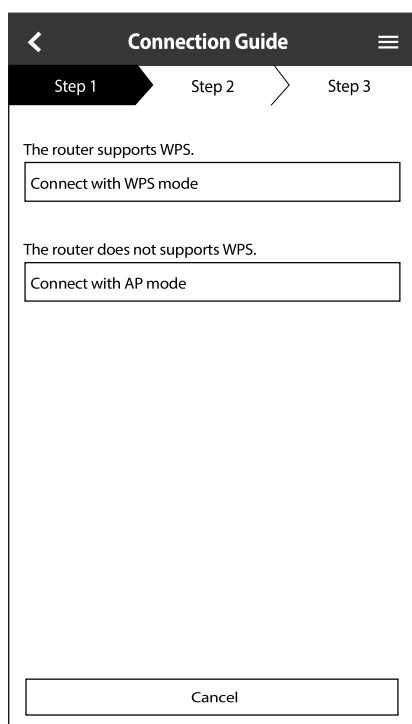 Connection Guide
Step 1
Step 2
Step 3
The router supports WPS.
Connect with WPS mode
The router does not supports WPS.
Connect with AP mode
Cancel